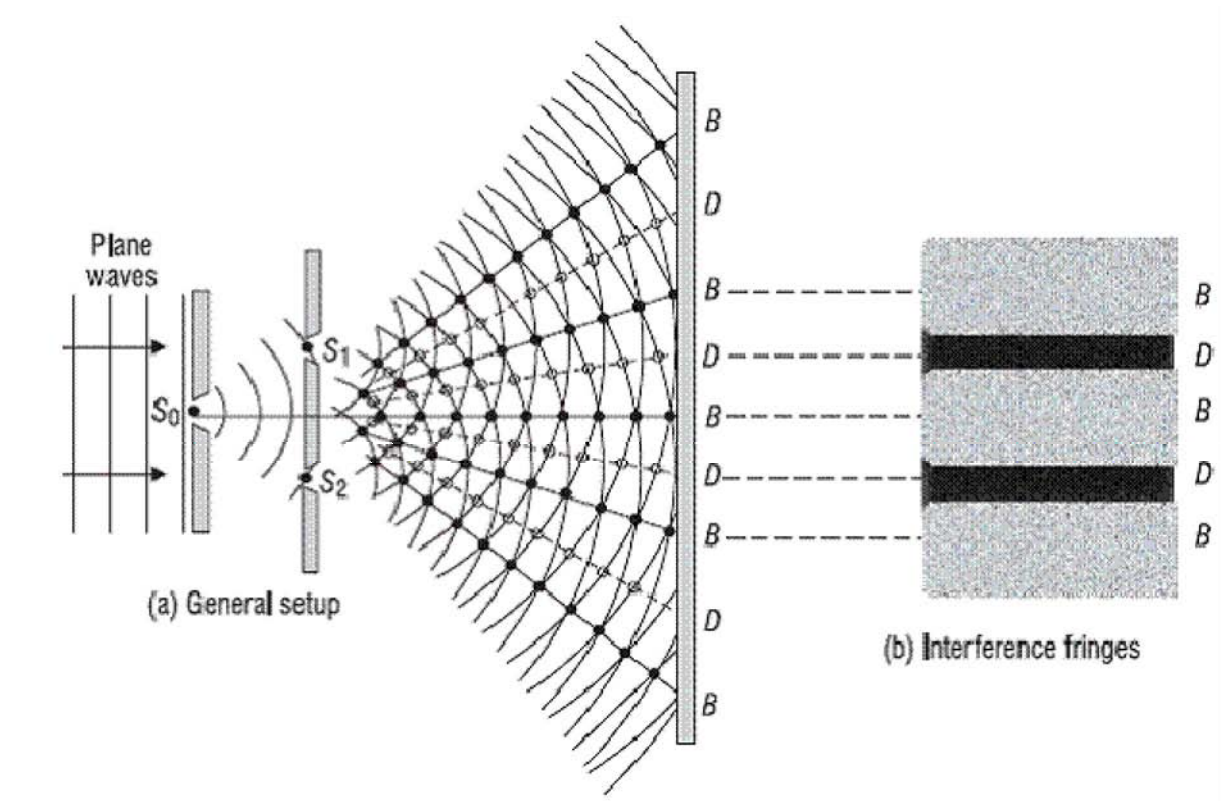 Plane
waves
S0
S1
S2
(a) General setup
B
D
B
D
B
D
B
D
B
B
D
B
D
B
(b) Interference fringes